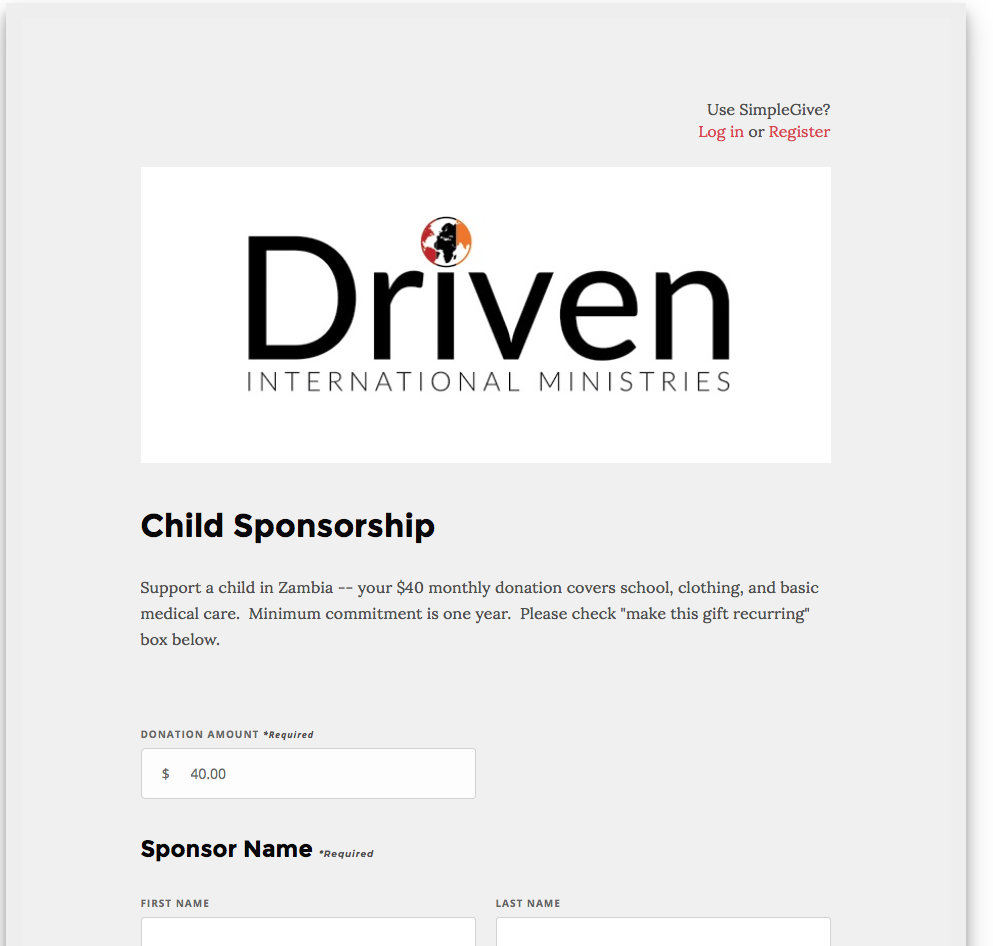 Use SimpleGive?
Log in or Register
Driven
INTERNATIONAL MINISTRIES
Child Sponsorship
Support a child in Zambia -- your $40 monthly donation covers school, clothing, and basic
medical care.  Minimum commitment is one year.  Please check "make this gift recurring"
box below.
DONATION AMOUNT *Required
$ 40.00
Sponsor Name *Required
FIRST NAME
LAST NAME